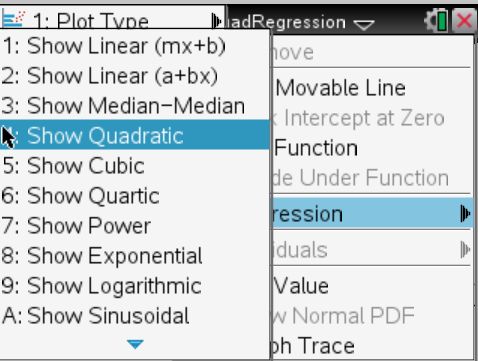 1: Plot Type
adRegression
1: Show Linear (mx+b)
2: Show Linear (a+bx)
3: Show Median-Median
: Show Quadratic
5: Show Cubic
6: Show Quartic
7: Show Power
8: Show Exponential
9: Show Logarithmic
A: Show Sinusoidal
ove
Movable Line
Intercept at Zero
Function
de Under Function
ression
iduals
Value
w Normal PDF
ph Trace